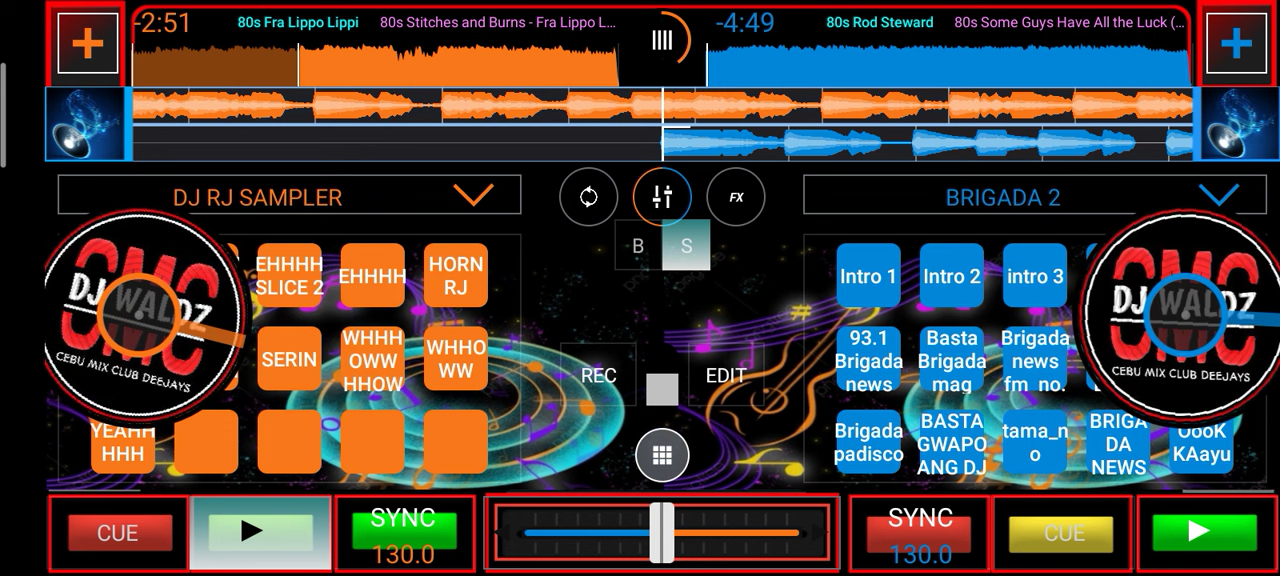 -2:51
80s Fra Lippo Lippi
80s Stitches and Burns - Fra Lippo L...
-4:49
80s Rod Steward
80s Some Guys Have All the Luck (...
DJ RJ SAMPLER
FX
BRIGADA 2
B
S
EHHHH
SLICE 2
EHHHH
HORN
RJ
SERIN
WHHH
OWW
HHOW
WHHO
WW
YEAHH
HHH
CMC
DJ WALDZ
CEBU MIX CLUB DEEJAYS
REC
EDIT
Intro 1
Intro 2
intro 3
93.1
Brigada
news
Basta
Brigada
mag
Brigada
news
fm_no.
Brigada
padisco
BASTA
GWAPO
ANG DJ
tama_n
o
BRIGA
DA
NEWS
OooK
KAayu
CMC
DJ WALDZ
CEBU MIX CLUB DEEJAYS
CUE
SYNC
130.0
SYNC
130.0
CUE